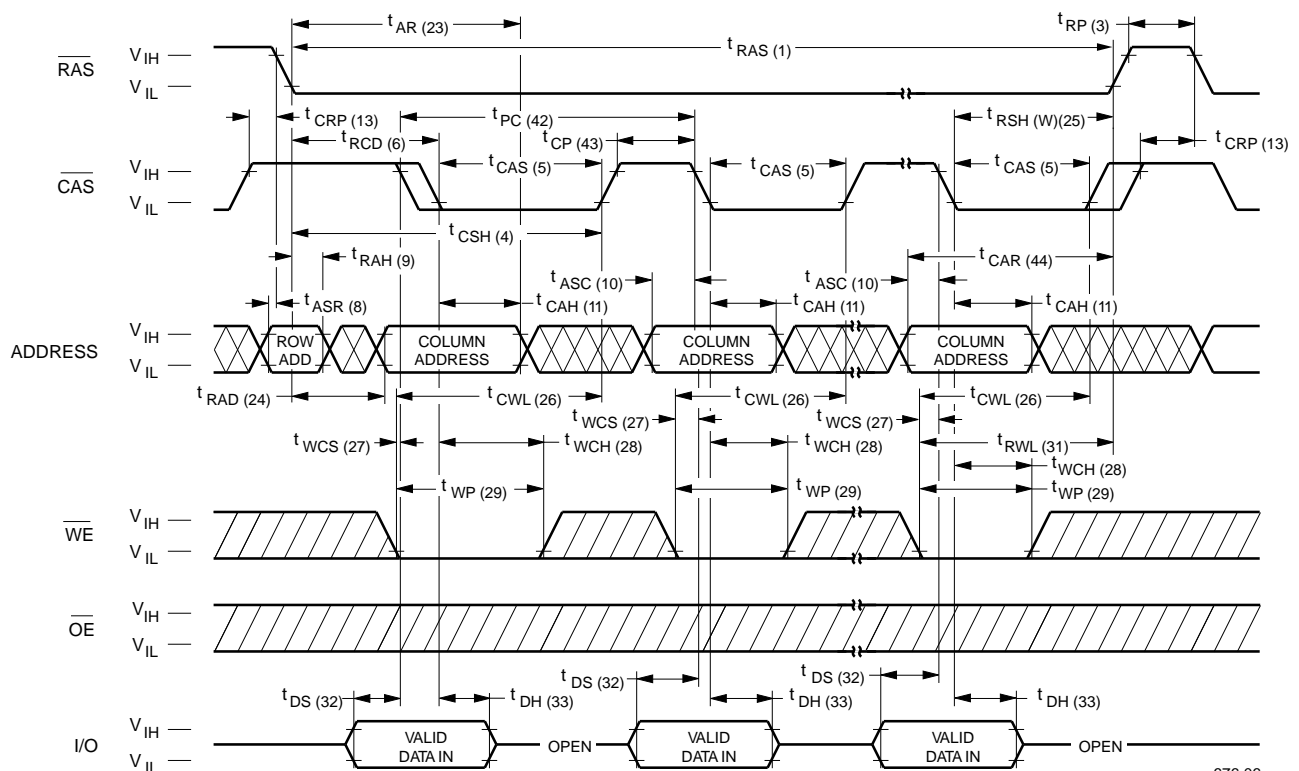 t AR (23) t RP (3)
t RAS (1)
RAS V IH
V IL
t CRP (13) t PC (42) t RSH (W)(25)
t RCD (6) t CP (43) t CRP (13)
CAS V IH t CAS (5) t CAS (5) t CAS (5)
V IL
t CSH (4)
t RAH (9) t CAR (44)
t ASC (10) t ASC (10)
t ASR (8) t CAH (11) t CAH (11) t CAH (11)
ADDRESS V IH ROW ADD COLUMN ADDRESS COLUMN ADDRESS COLUMN ADDRESS
V IL
t RAD (24) t CWL (26) t CWL (26) t CWL (26)
t WCS (27) t WCS (27)
t WCS (27) t WCH (28) t WCH (28) t RWL (31)
t WCH (28)
t WP (29) t WP (29) t WP (29)
WE V IH
V IL
OE V IH
V IL
t DS (32) t DS (32) t DS (32)
t DH (33) t DH (33) t DH (33)
I/O V IH VALID DATA IN OPEN VALID DATA IN VALID DATA IN OPEN
V IL